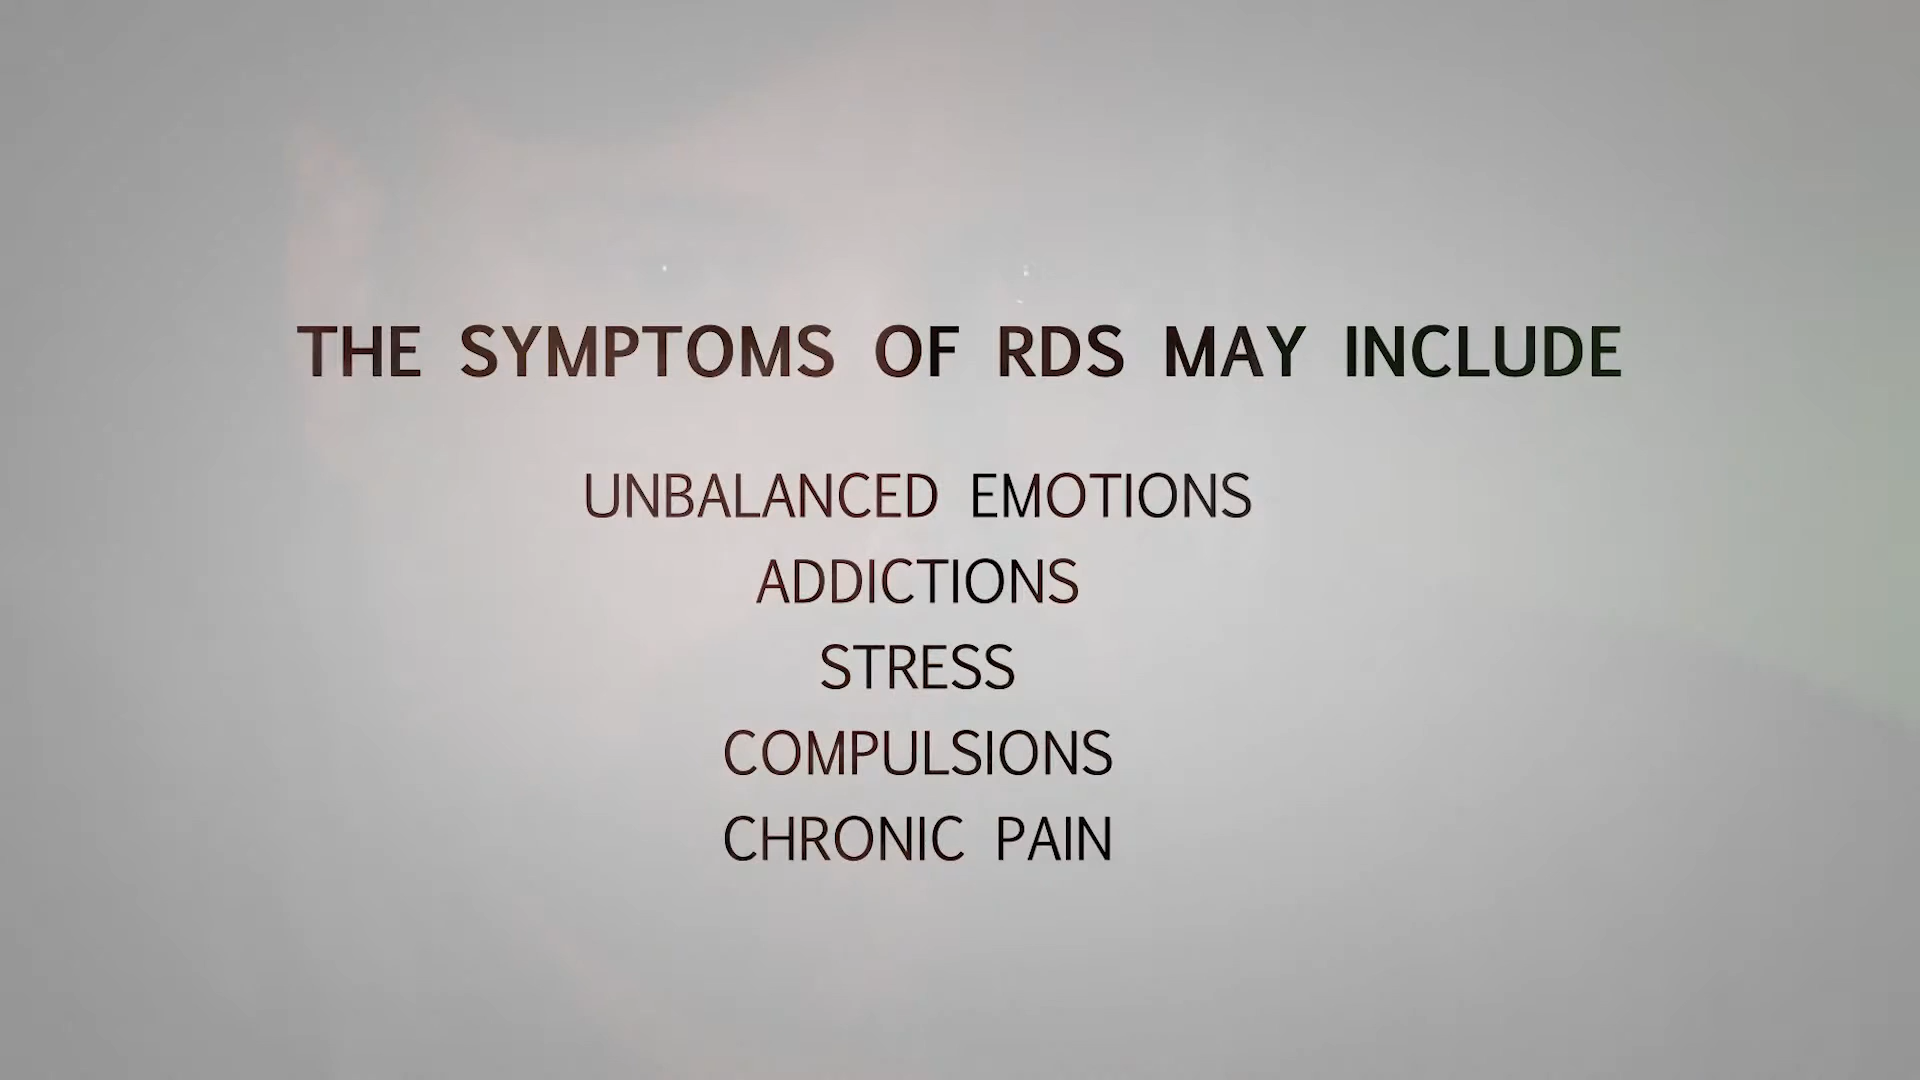 THE SYMPTOMS OF RDS MAY INCLUDE
UNBALANCED EMOTIONS
ADDICTIONS
STRESS
COMPULSIONS
CHRONIC PAIN